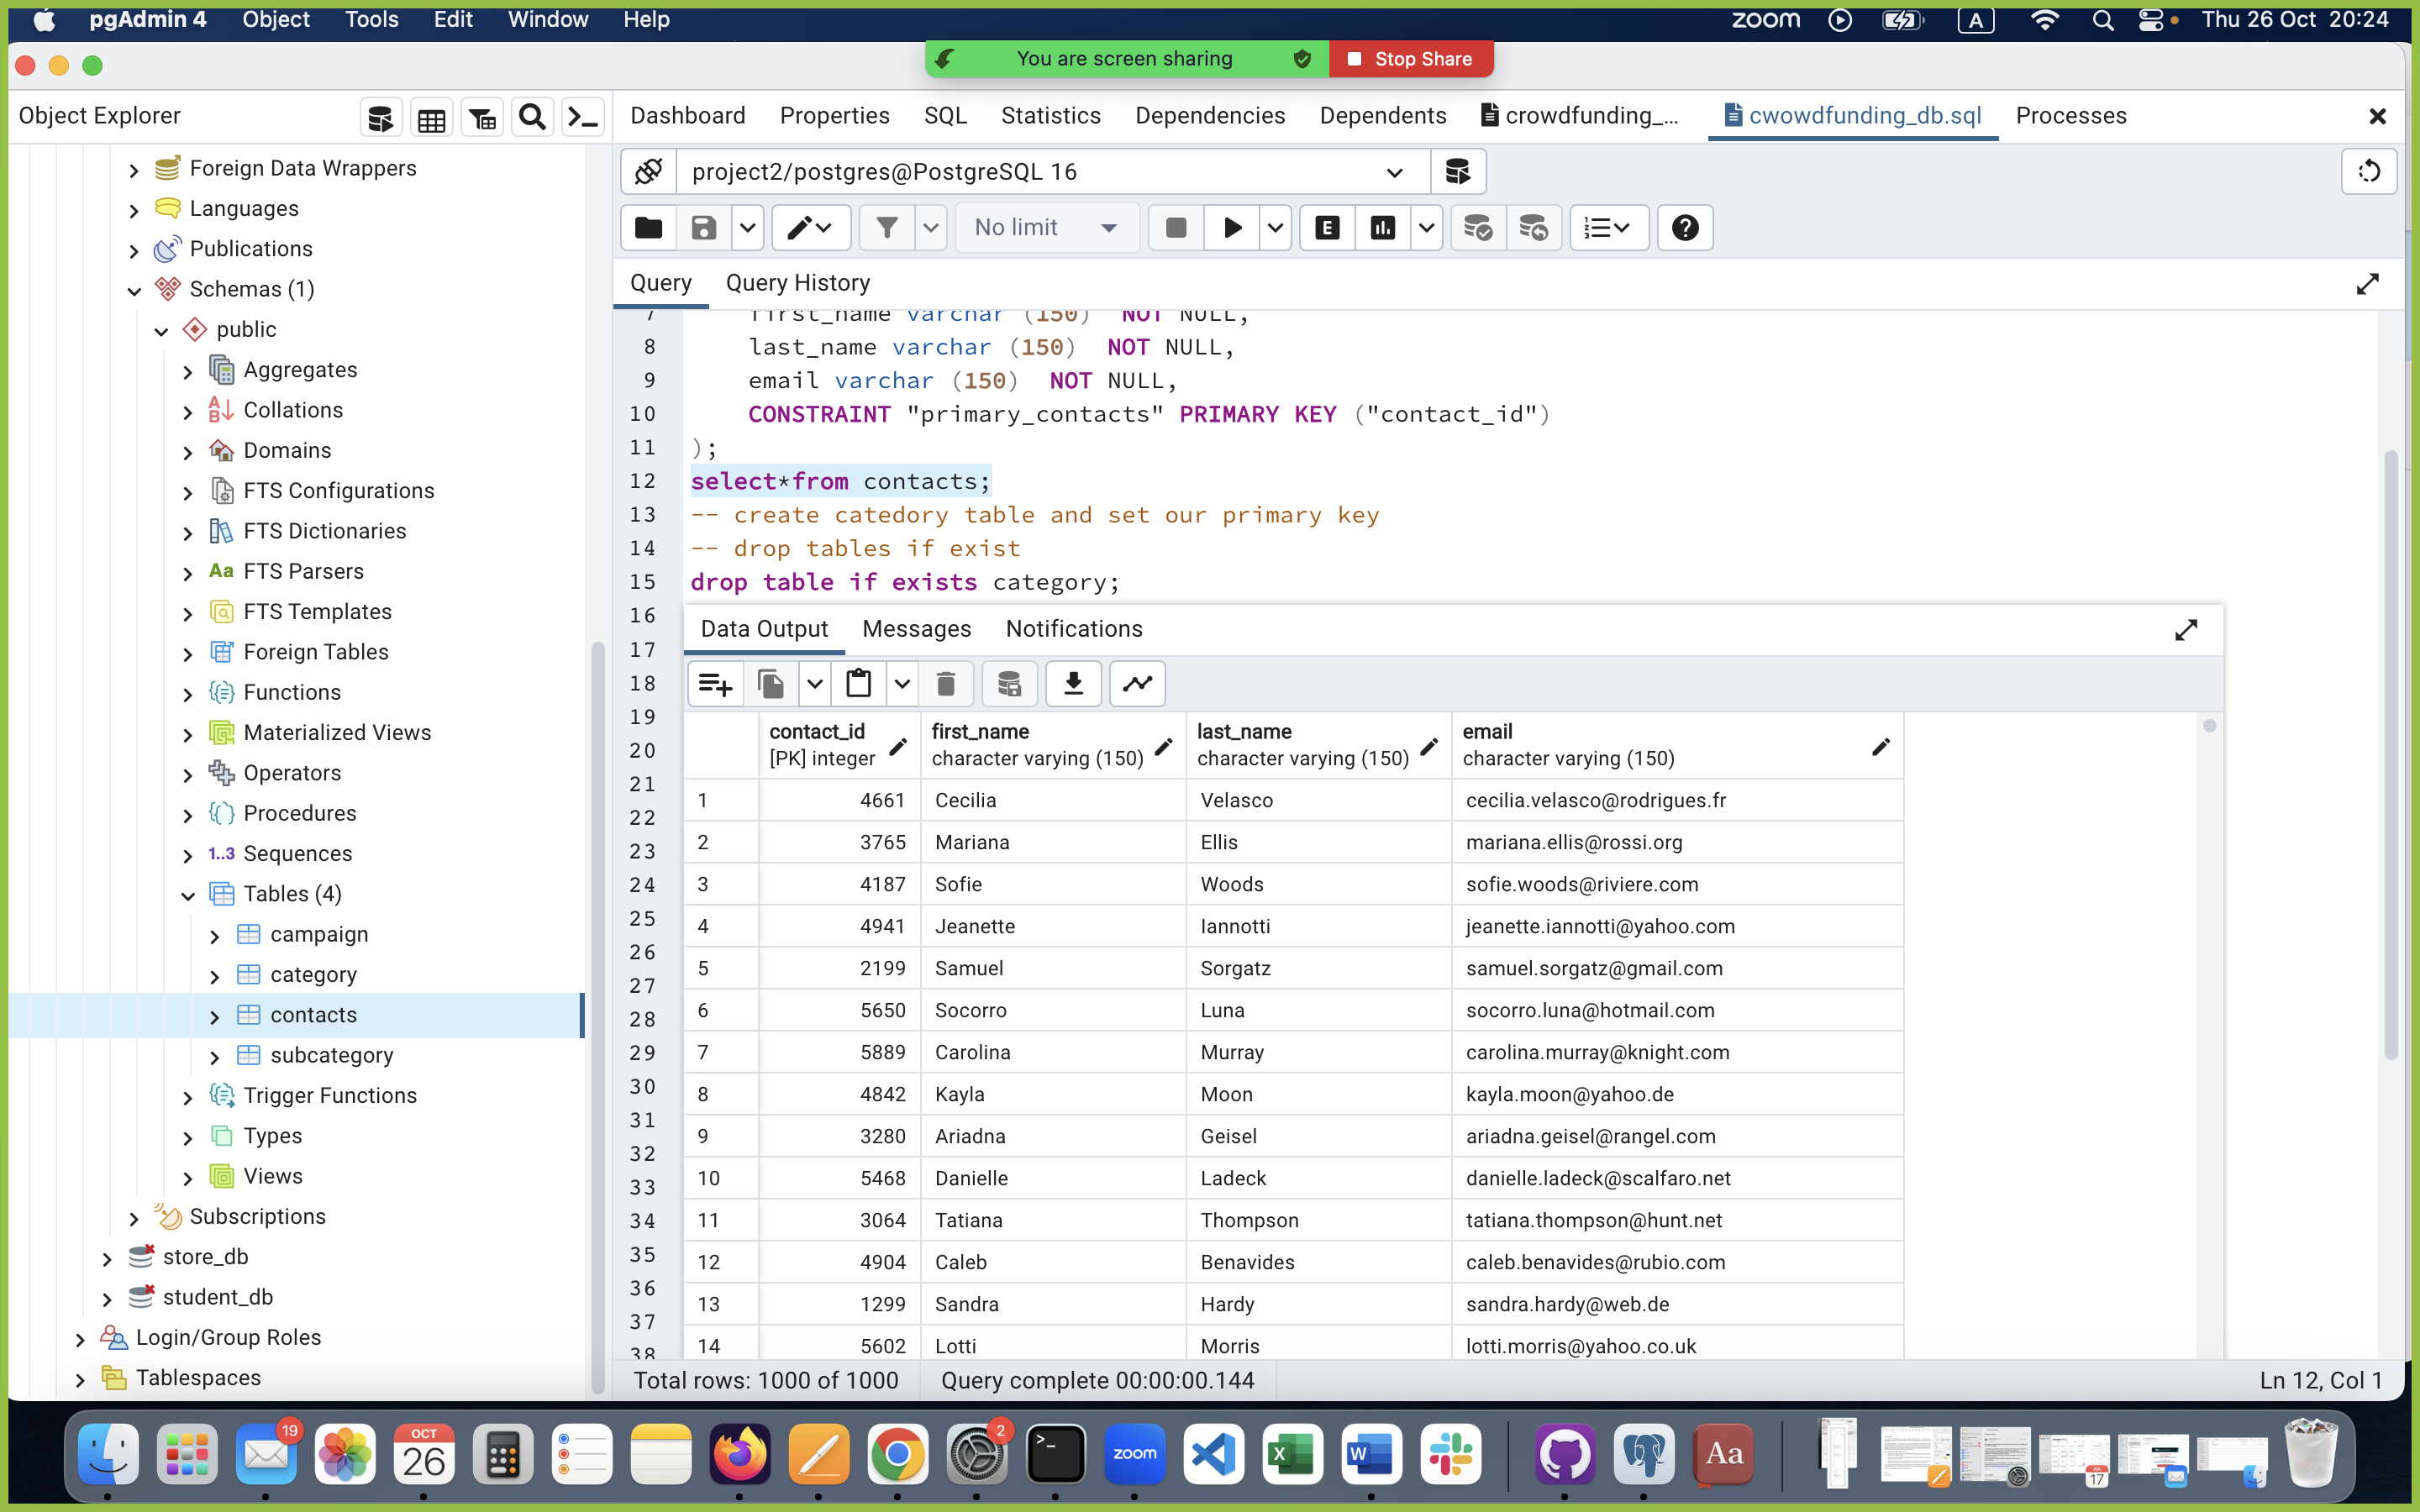 pgAdmin 4 Object Tools Edit Window Help zoom A Thu 26 Oct 20:24
You are screen sharing Stop Share
Object Explorer
Dashboard Properties SQL Statistics Dependencies Dependents crowdfunding_... cwowdfunding_db.sql Processes
Foreign Data Wrappers
Languages
Publications
Schemas (1)
public
Aggregates
Collations
Domains
FTS Configurations
FTS Dictionaries
Aa FTS Parsers
FTS Templates
Foreign Tables
Functions
Materialized Views
Operators
Procedures
1..3 Sequences
Tables (4)
campaign
category
contacts
subcategory
Trigger Functions
Types
Views
Subscriptions
store_db
student_db
Login/Group Roles
Tablespaces
project2/postgres@PostgreSQL 16
No limit E
Query Query History
7 first_name varchar (150) NOT NULL,
8 last_name varchar (150) NOT NULL,
9 email varchar (150) NOT NULL,
10 CONSTRAINT "primary_contacts" PRIMARY KEY ("contact_id")
11 );
12 select*from contacts;
13 -- create catedory table and set our primary key
14 -- drop tables if exist
15 drop table if exists category;
16
17
18
19
20
21
22
23
24
25
26
27
28
29
30
31
32
33
34
35
36
37
38
Data Output Messages Notifications
contact_id first_name last_name email
[PK] integer character varying (150) character varying (150) character varying (150)
1 4661 Cecilia Velasco cecilia.velasco@rodrigues.fr
2 3765 Mariana Ellis mariana.ellis@rossi.org
3 4187 Sofie Woods sofie.woods@riviere.com
4 4941 Jeanette Iannotti jeanette.iannotti@yahoo.com
5 2199 Samuel Sorgatz samuel.sorgatz@gmail.com
6 5650 Socorro Luna socorro.luna@hotmail.com
7 5889 Carolina Murray carolina.murray@knight.com
8 4842 Kayla Moon kayla.moon@yahoo.de
9 3280 Ariadna Geisel ariadna.geisel@rangel.com
10 5468 Danielle Ladeck danielle.ladeck@scalfaro.net
11 3064 Tatiana Thompson tatiana.thompson@hunt.net
12 4904 Caleb Benavides caleb.benavides@rubio.com
13 1299 Sandra Hardy sandra.hardy@web.de
14 5602 Lotti Morris lotti.morris@yahoo.co.uk
Total rows: 1000 of 1000 Query complete 00:00:00.144 Ln 12, Col 1
19 OCT 26 2 zoom X W Aa 17